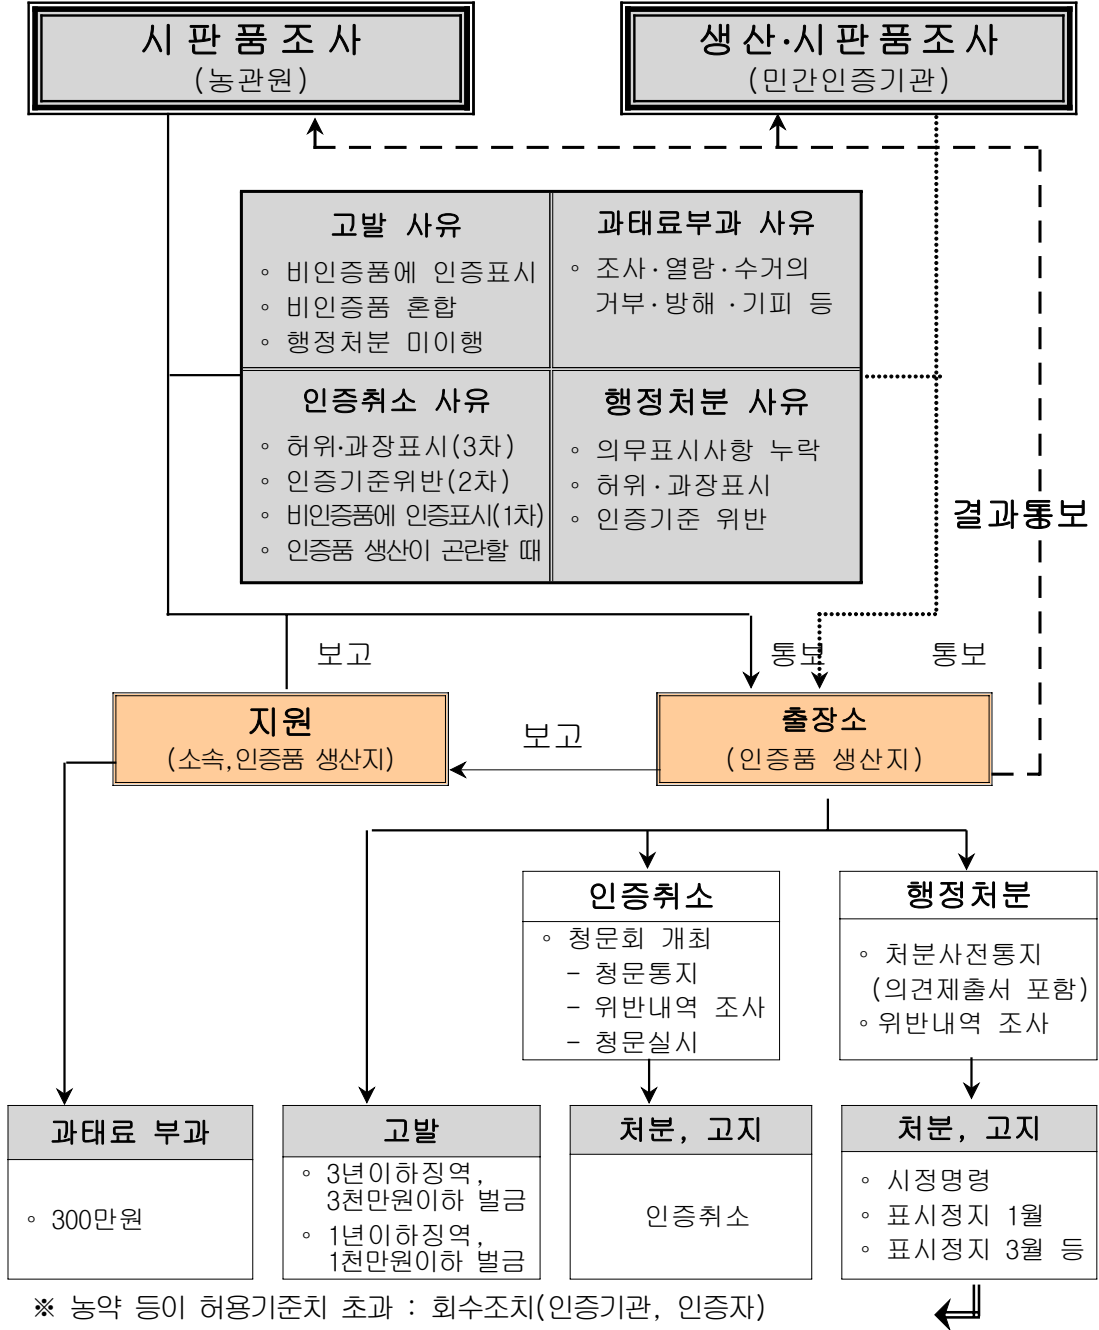 시판품조사
(농관원)
생산·시판품조사
(민간인증기관)
고발 사유
◦ 비인증품에 인증표시
◦ 비인증품 혼합
◦ 행정처분 미이행
과태료부과 사유
◦ 조사·열람·수거의
거부·방해 ·기피 등
인증취소 사유
◦ 허위·과장표시(3차)
◦ 인증기준위반(2차)
◦ 비인증품에 인증표시(1차)
◦ 인증품 생산이 곤란할 때
행정처분 사유
◦ 의무표시사항 누락
◦ 허위·과장표시
◦ 인증기준 위반
결과통보
보고
통보
통보
지원
(소속,인증품 생산지)
보고
출장소
(인증품 생산지)
인증취소
◦ 청문회 개최
- 청문통지
- 위반내역 조사
- 청문실시
행정처분
◦ 처분사전통지
(의견제출서 포함)
◦위반내역 조사
과태료 부과
◦ 300만원
고발
◦ 3년이하징역,
3천만원이하 벌금
◦ 1년이하징역,
1천만원이하 벌금
처분, 고지
인증취소
처분, 고지
◦ 시정명령
◦ 표시정지 1월
◦ 표시정지 3월 등
※ 농약 등이 허용기준치 초과 : 회수조치(인증기관, 인증자)